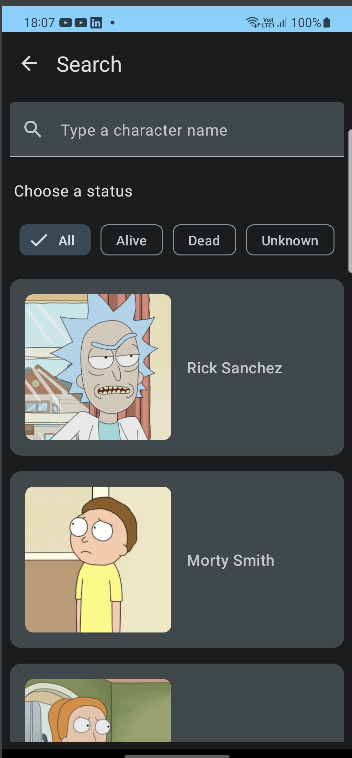 18:07 100%
Search
Type a character name
Choose a status
All Alive Dead Unknown
Rick Sanchez
Morty Smith